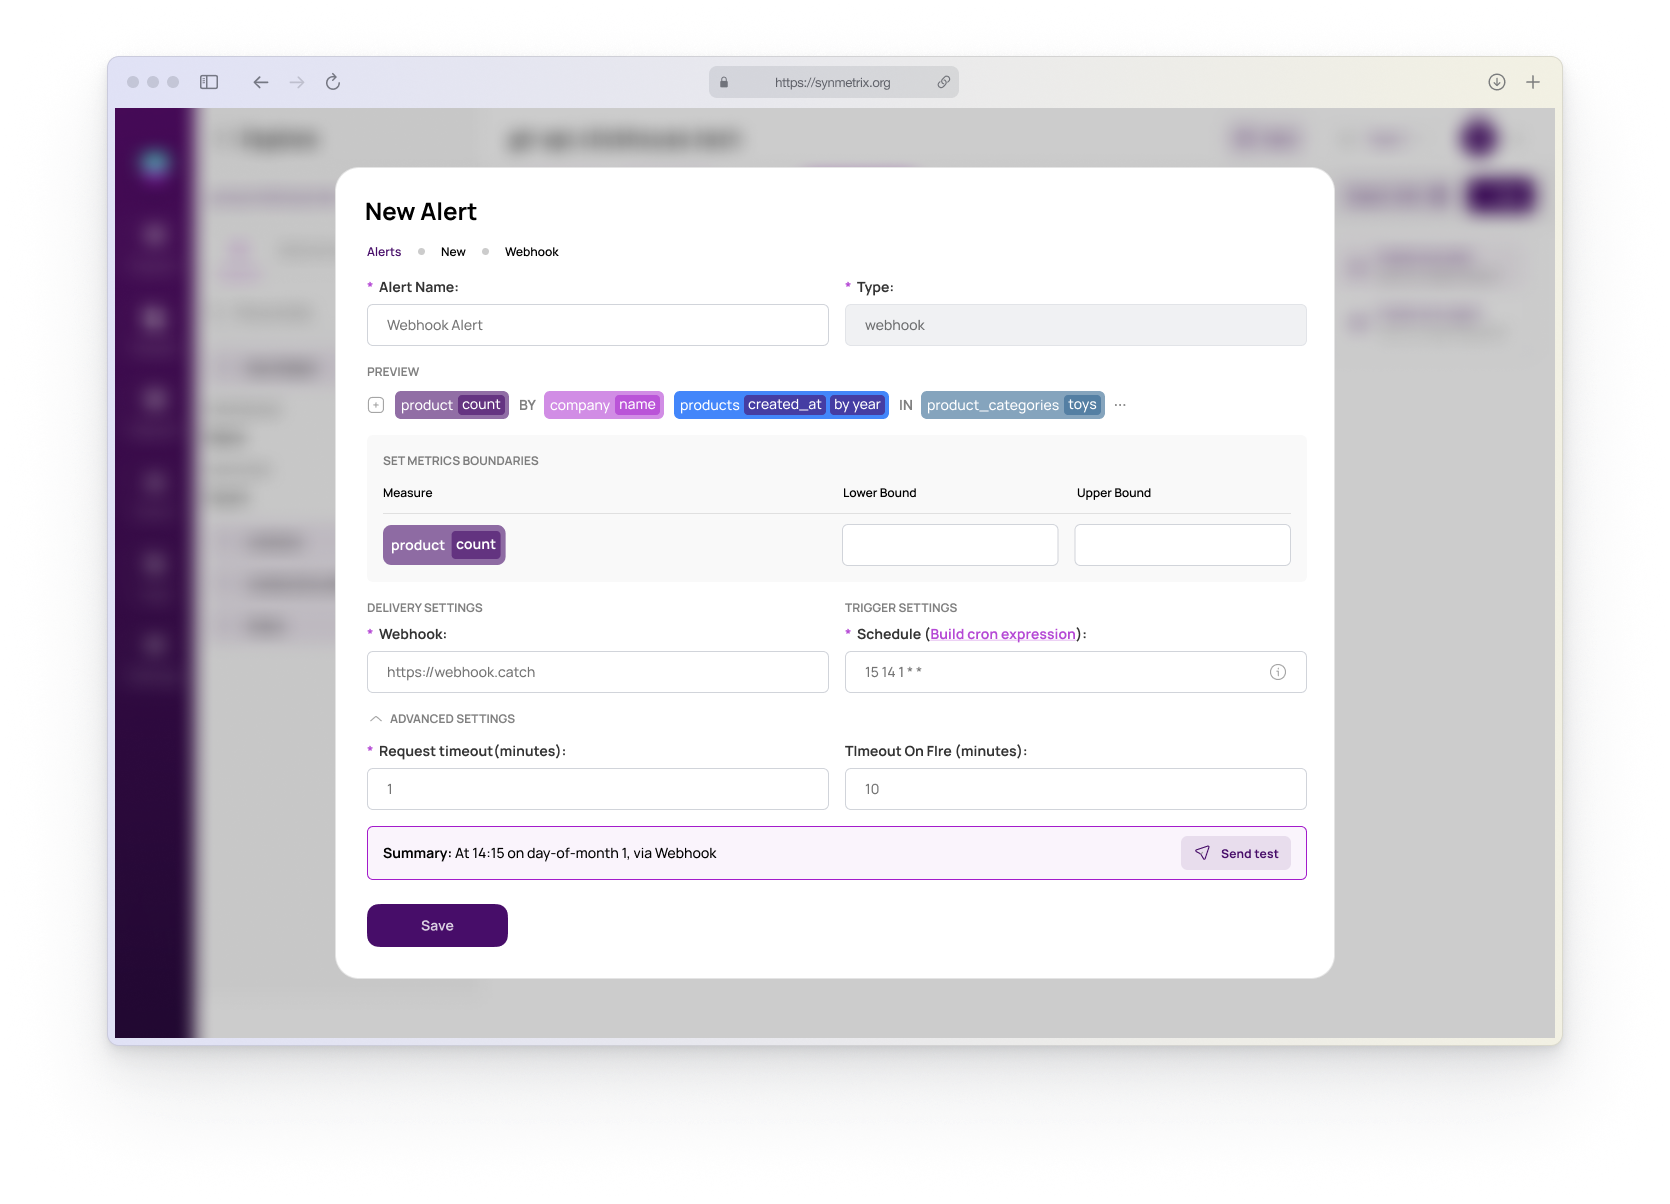 https://synmetrix.org
New Alert
Alerts New Webhook
* Alert Name: * Type:
Webhook Alert webhook
PREVIEW
product count BY company name products created_at by year IN product_categories toys ...
SET METRICS BOUNDARIES
Measure Lower Bound Upper Bound
product count
DELIVERY SETTINGS TRIGGER SETTINGS
* Webhook: * Schedule (Build cron expression):
https://webhook.catch 15 14 1 * *
ADVANCED SETTINGS
* Request timeout(minutes): TImeout On FIre (minutes):
1 10
Summary: At 14:15 on day-of-month 1, via Webhook Send test
Save